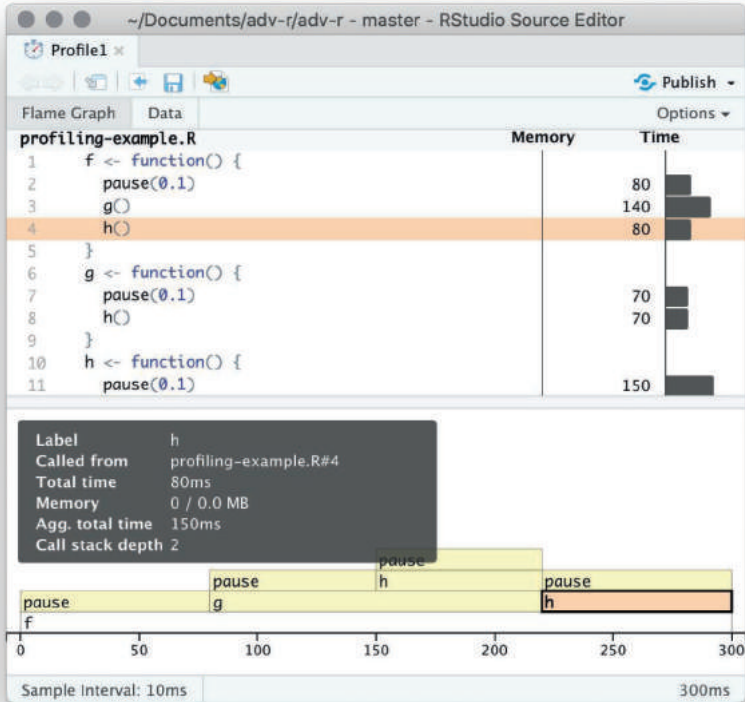 ~/Documents/adv-r/adv-r - master - RStudio Source Editor
Profile1 ×
Publish
Flame Graph Data Options
profiling-example.R Memory Time
1 f <- function() {
2 pause(0.1) 80
3 g() 140
4 h() 80
5 }
6 g <- function() {
7 pause(0.1) 70
8 h() 70
9 }
10 h <- function() {
11 pause(0.1) 150
Label h
Called from profiling-example.R#4
Total time 80ms
Memory 0 / 0.0 MB
Agg. total time 150ms
Call stack depth 2
pause
pause h pause
pause g h
f
0 50 100 150 200 250 300
Sample Interval: 10ms 300ms